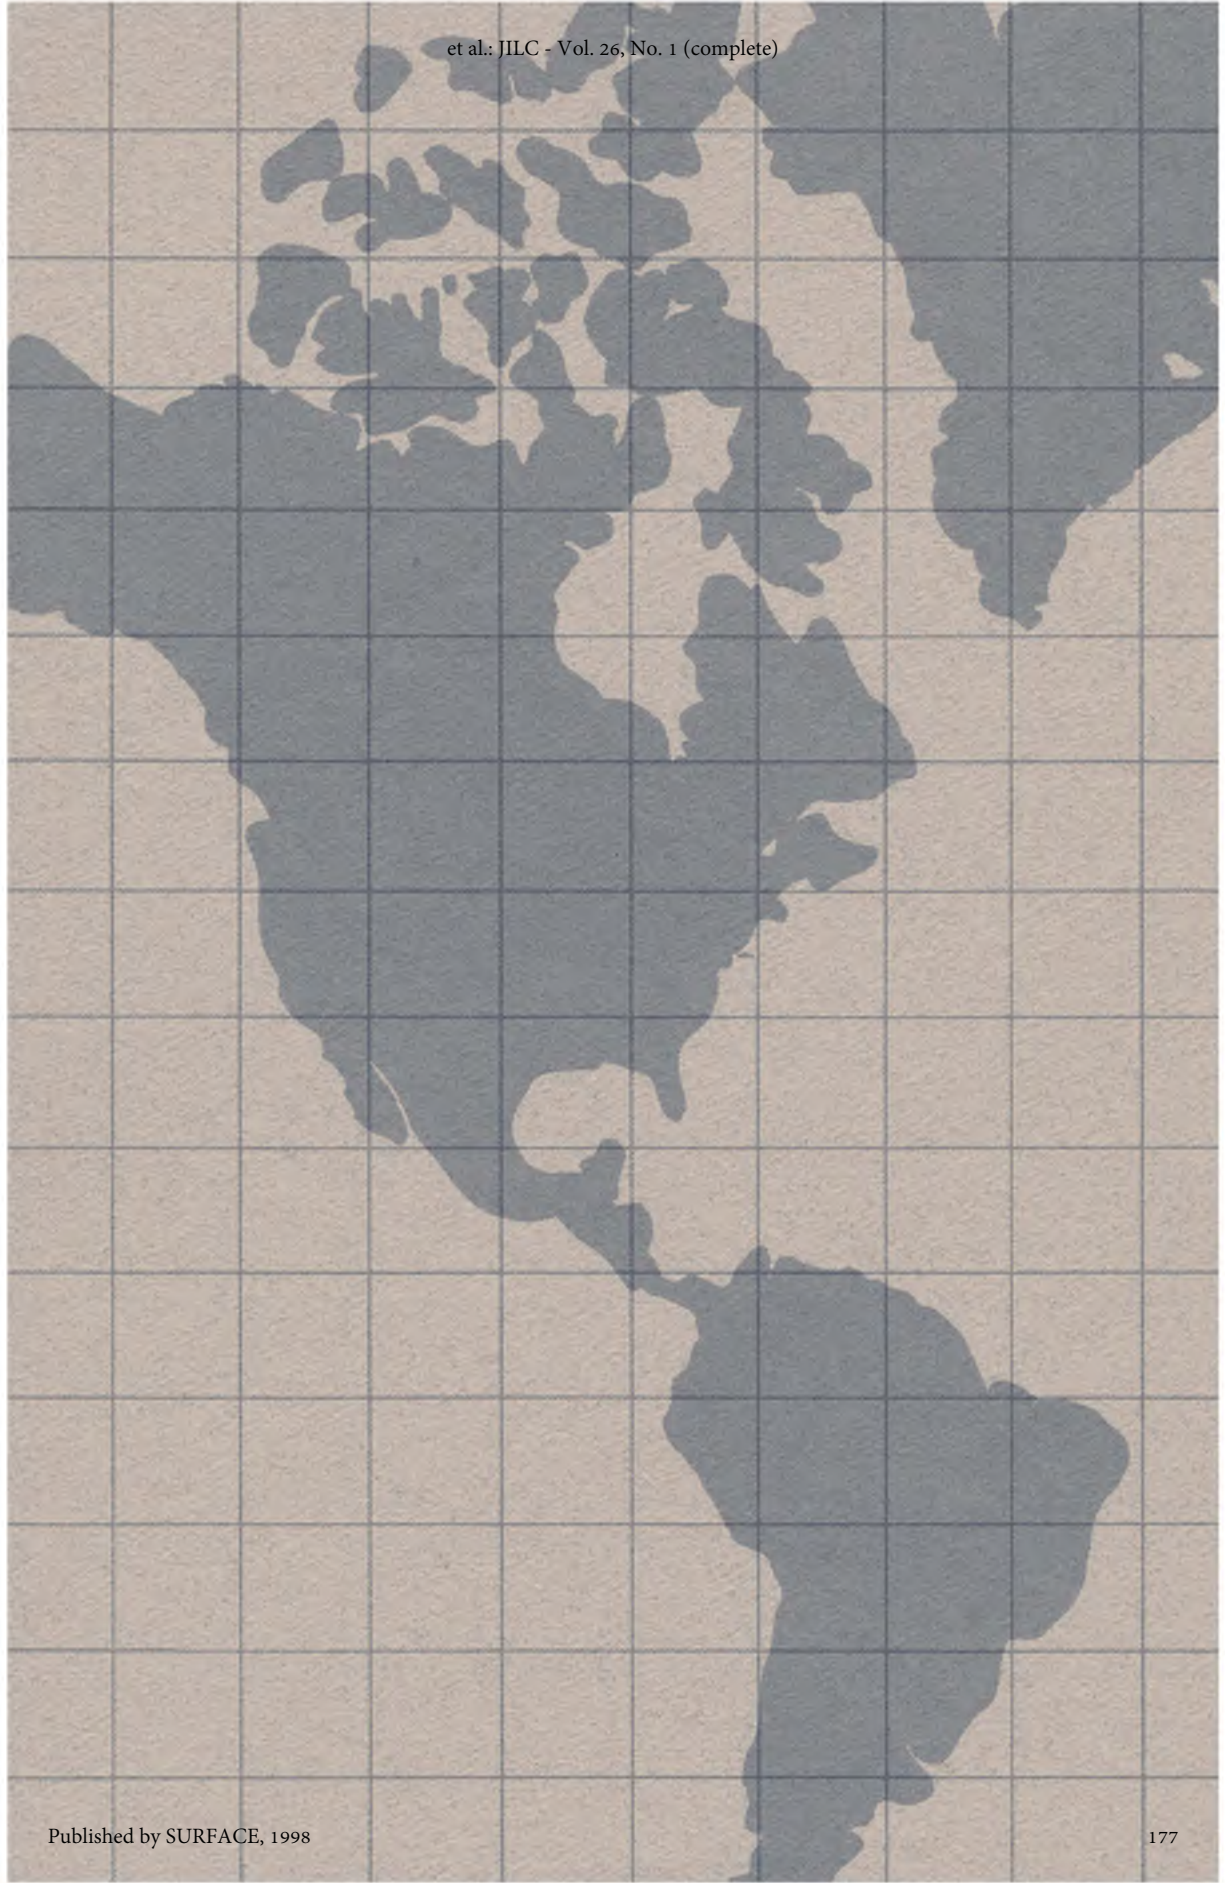 et al.: JILC - Vol. 26, No. 1 (complete)
Published by SURFACE, 1998
177